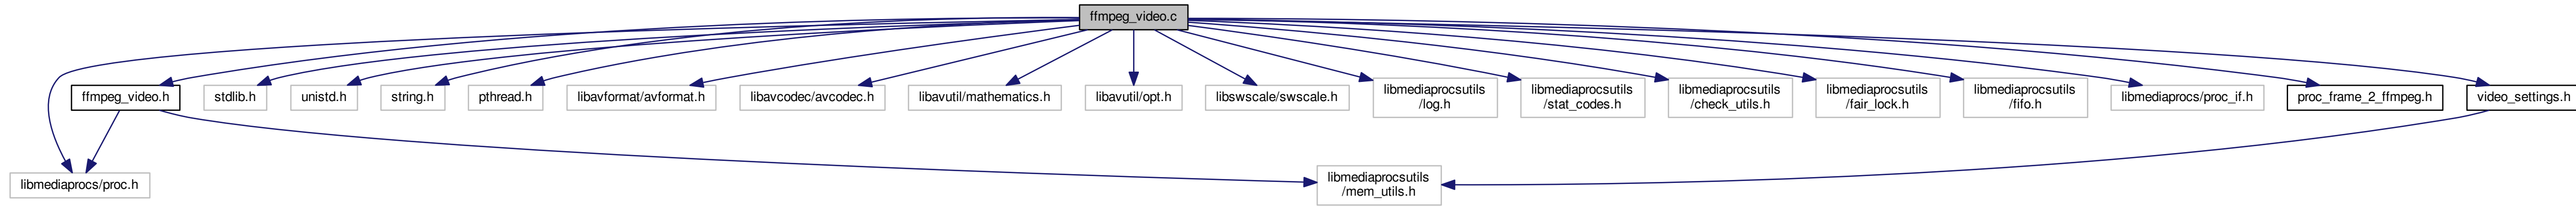 ffmpeg_video.c
ffmpeg_video.h
stdlib.h
unistd.h
string.h
pthread.h
libavformat/avformat.h
libavcodec/avcodec.h
libavutil/mathematics.h
libavutil/opt.h
libswscale/swscale.h
libmediaprocsutils
/log.h
libmediaprocsutils
/stat_codes.h
libmediaprocsutils
/check_utils.h
libmediaprocsutils
/fair_lock.h
libmediaprocsutils
/fifo.h
libmediaprocs/proc_if.h
proc_frame_2_ffmpeg.h
video_settings.h
libmediaprocs/proc.h
libmediaprocsutils
/mem_utils.h